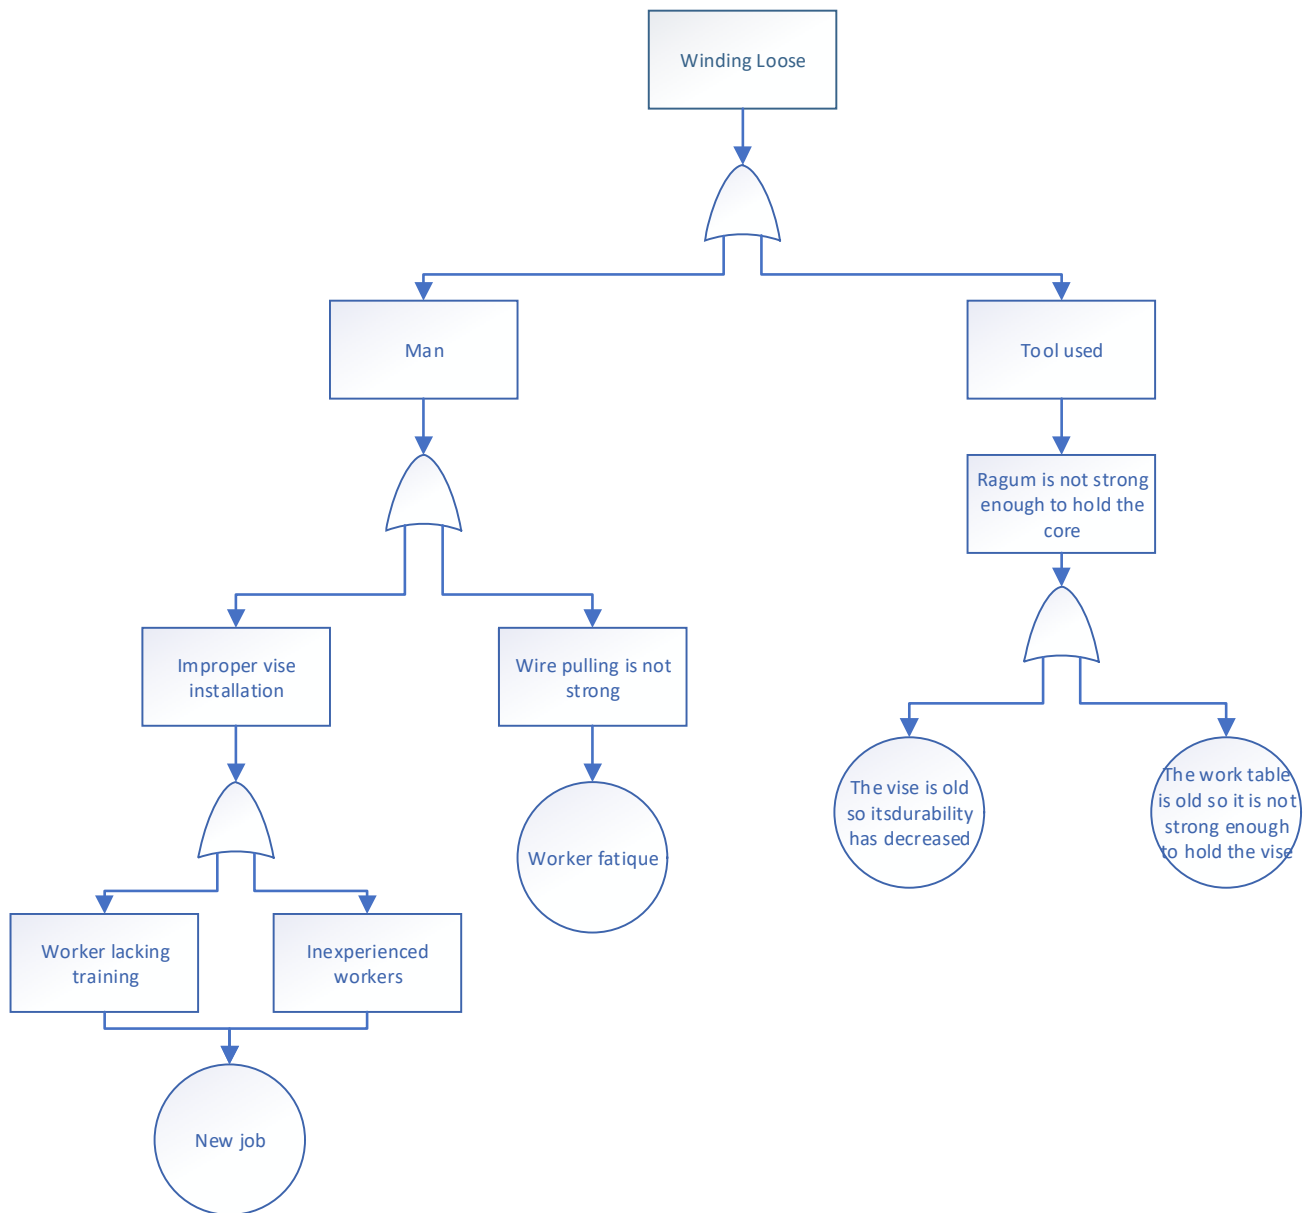 Winding Loose
Man
Tool used
Ragum is not strong
enough to hold the
core
Improper vise
installation
Wire pulling is not
strong
The vise is old
so itsdurability
has decreased
The work table
is old so it is not
strong enough
to hold the vise
Worker fatique
Worker lacking
training
Inexperienced
workers
New job